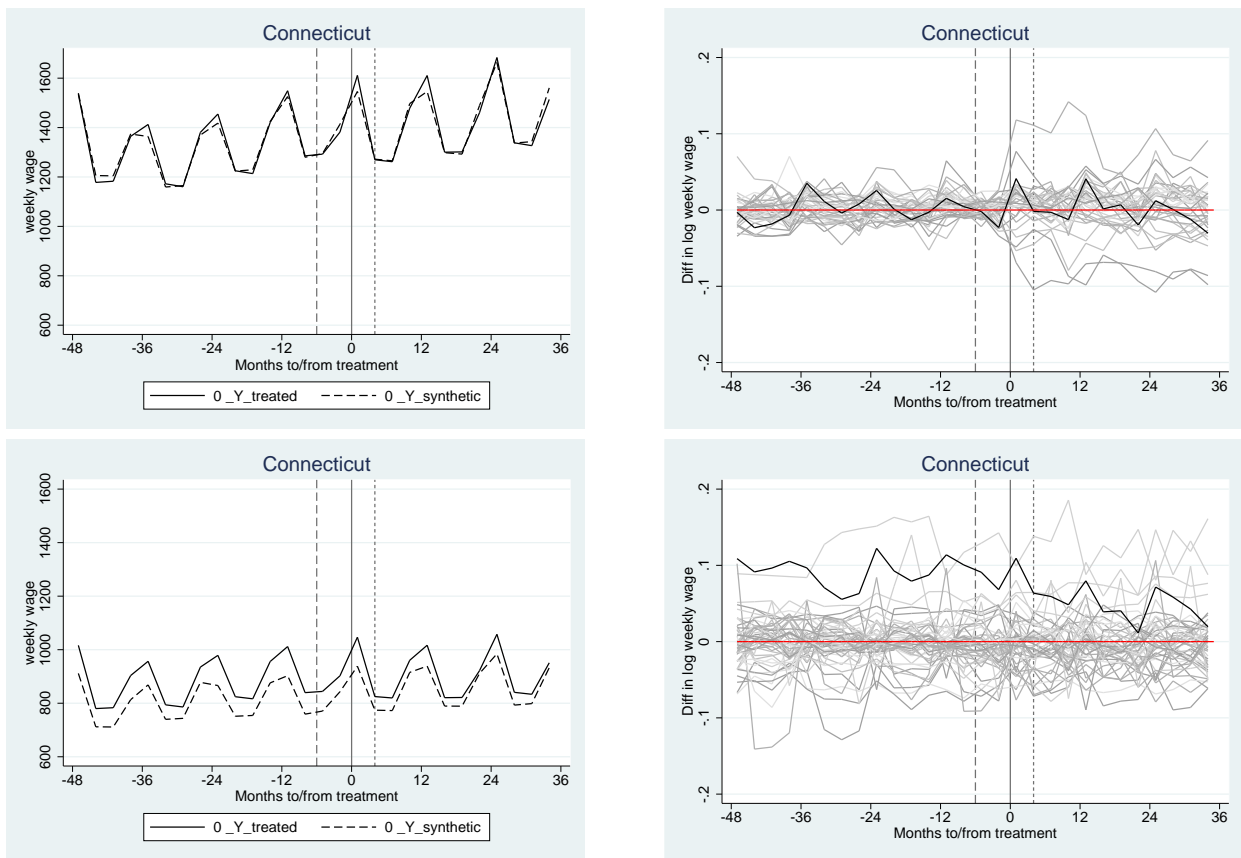 Connecticut
weekly wage
1600
1400
1200
1000
800
600
-48 -36 -24 -12 0 12 24 36
Months to/from treatment
0 _Y_treated 0 _Y_synthetic
Connecticut
Diff in log weekly wage
.2
.1
0
-.1
-.2
-48 -36 -24 -12 0 12 24 36
Months to/from treatment
Connecticut
weekly wage
1600
1400
1200
1000
800
600
-48 -36 -24 -12 0 12 24 36
Months to/from treatment
0 _Y_treated 0 _Y_synthetic
Connecticut
Diff in log weekly wage
.2
.1
0
-.1
-.2
-48 -36 -24 -12 0 12 24 36
Months to/from treatment